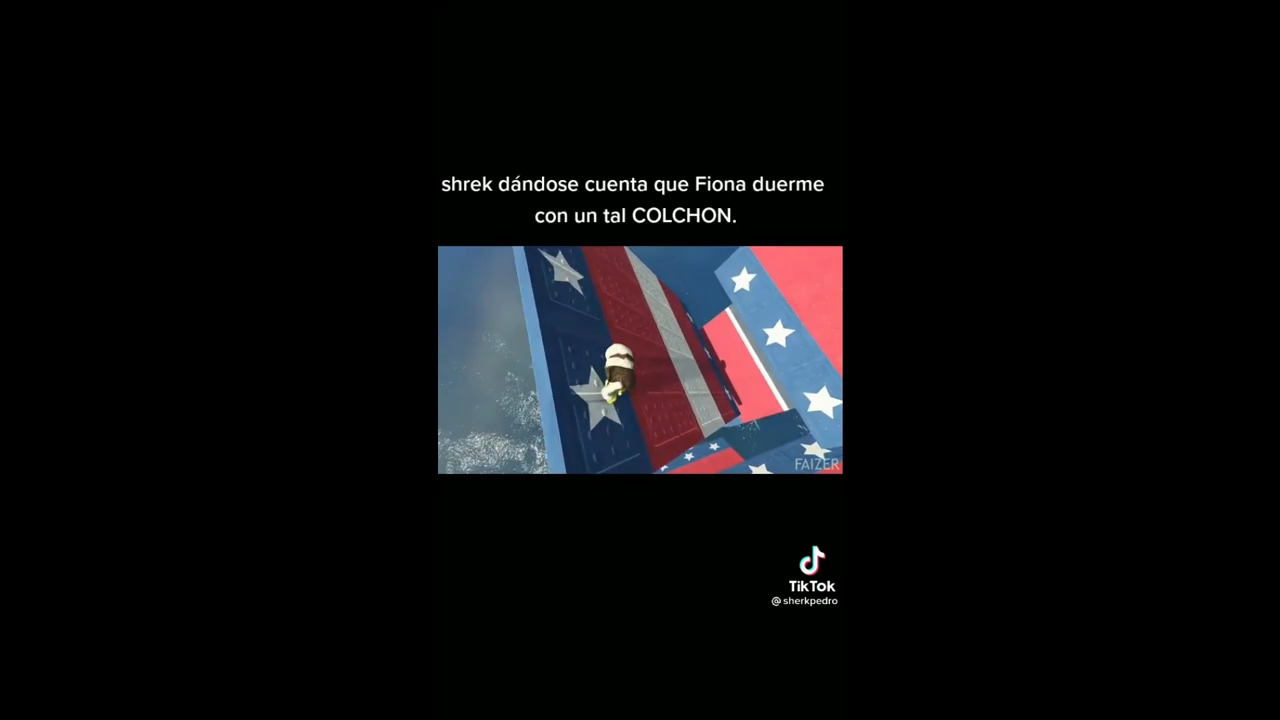 shrek dándose cuenta que Fiona duerme
con un tal COLCHON.
FAIZER
TikTok
@sherkpedro